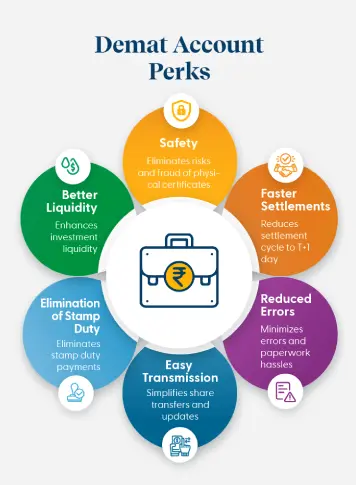 Demat Account
Perks
Safety
Eliminates risks
and fraud of physi-
cal certificates
Faster
Settlements
Reduces
settlement
cycle to T+1
day
Reduced
Errors
Minimizes
errors and
paperwork
hassles
Easy
Transmission
Simplifies share
transfers and
updates
Elimination
of Stamp
Duty
Eliminates
stamp duty
payments
Better
Liquidity
Enhances
investment
liquidity
₹